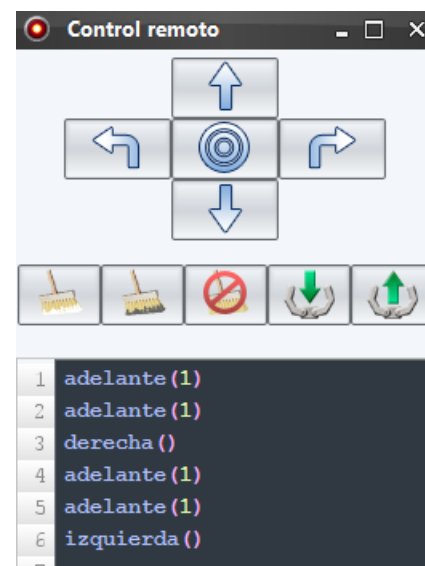 Control remoto
1 adelante(1)
2 adelante(1)
3 derecha()
4 adelante(1)
5 adelante(1)
6 izquierda()